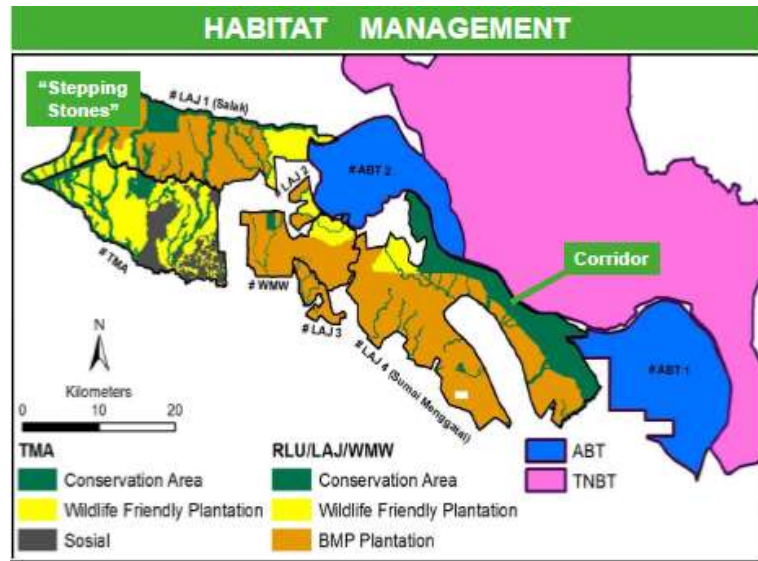 HABITAT MANAGEMENT
"Stepping
Stones"
# LAJ 1 (Salak)
# LAJ 2
# ABT 2
Corridor
# TMA
# WMW
# LAJ 3
# LAJ 4 (Sumai Menggatal)
# ABT 1
N
Kilometers
0 10 20
TMA
Conservation Area
Wildlife Friendly Plantation
Sosial
RLU/LAJ/WMW
Conservation Area
Wildlife Friendly Plantation
BMP Plantation
ABT
TNBT